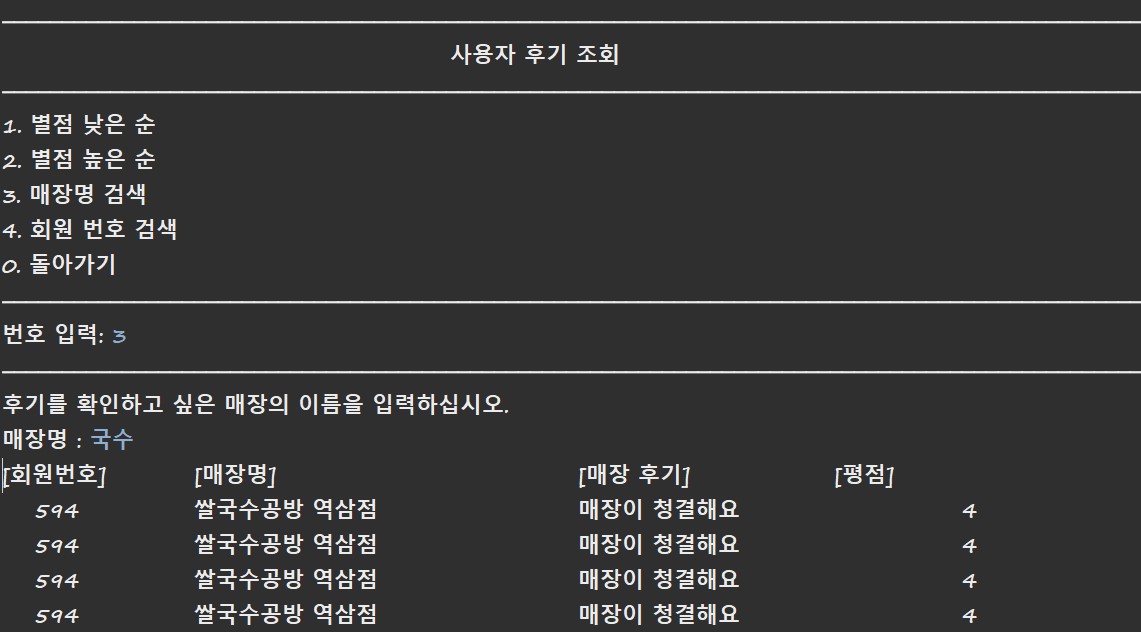 사용자 후기 조회
1. 별점 낮은 순
2. 별점 높은 순
3. 매장명 검색
4. 회원 번호 검색
0. 돌아가기
번호 입력: 3
후기를 확인하고 싶은 매장의 이름을 입력하십시오.
매장명 : 국수
[회원번호] [매장명] [매장 후기] [평점]
594 쌀국수공방 역삼점 매장이 청결해요 4
594 쌀국수공방 역삼점 매장이 청결해요 4
594 쌀국수공방 역삼점 매장이 청결해요 4
594 쌀국수공방 역삼점 매장이 청결해요 4